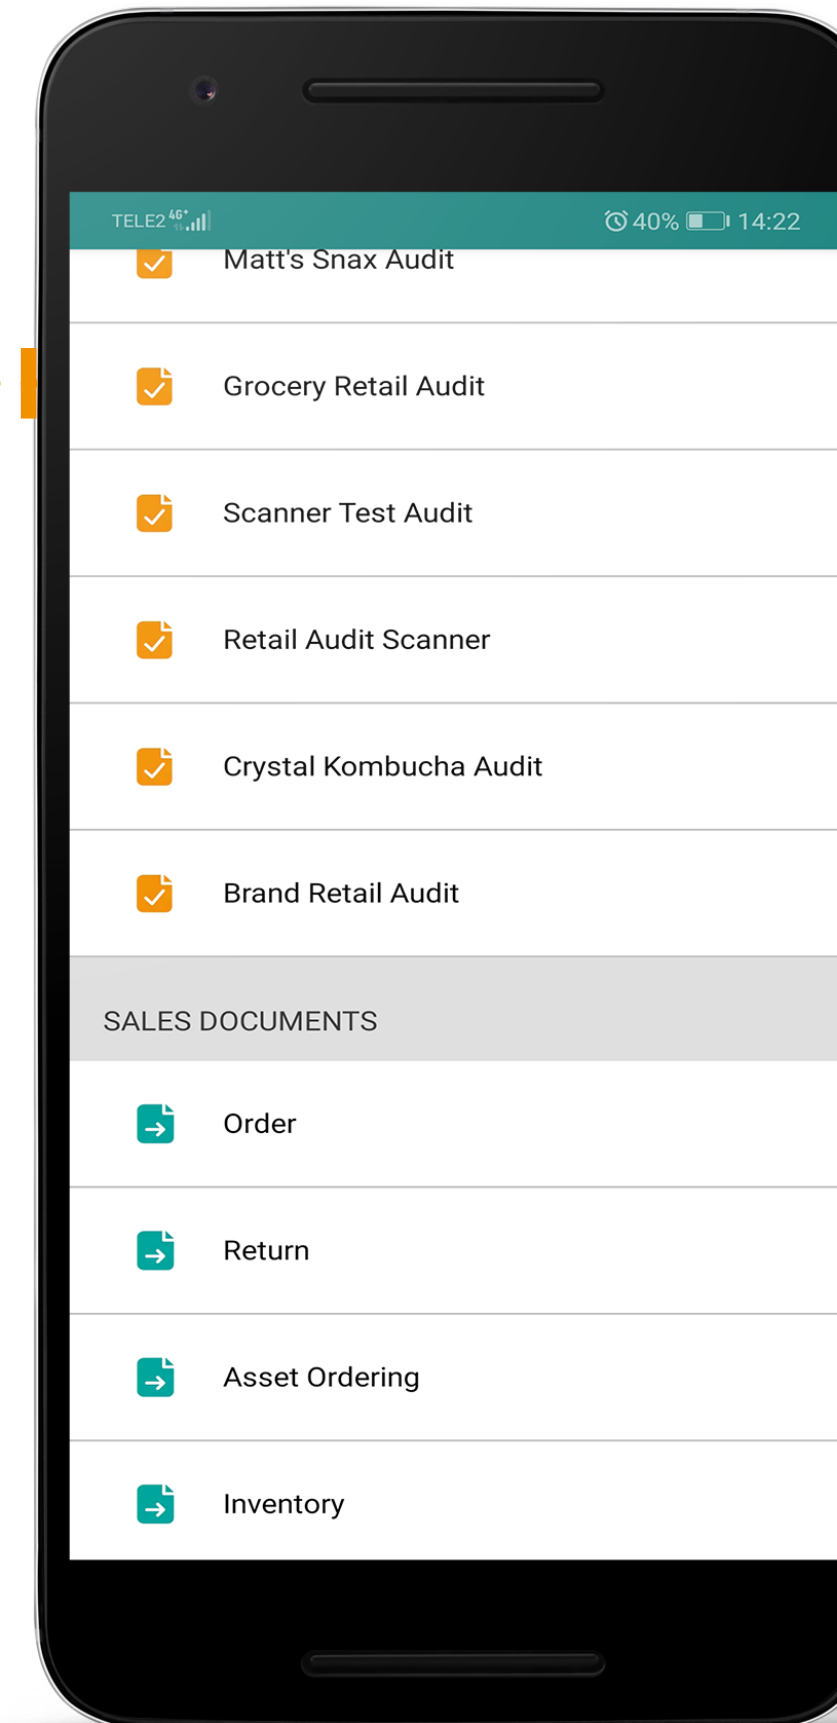 TELE2 4G+ 40% 14:22
Matt's Snax Audit
Grocery Retail Audit
Scanner Test Audit
Retail Audit Scanner
Crystal Kombucha Audit
Brand Retail Audit
SALES DOCUMENTS
Order
Return
Asset Ordering
Inventory